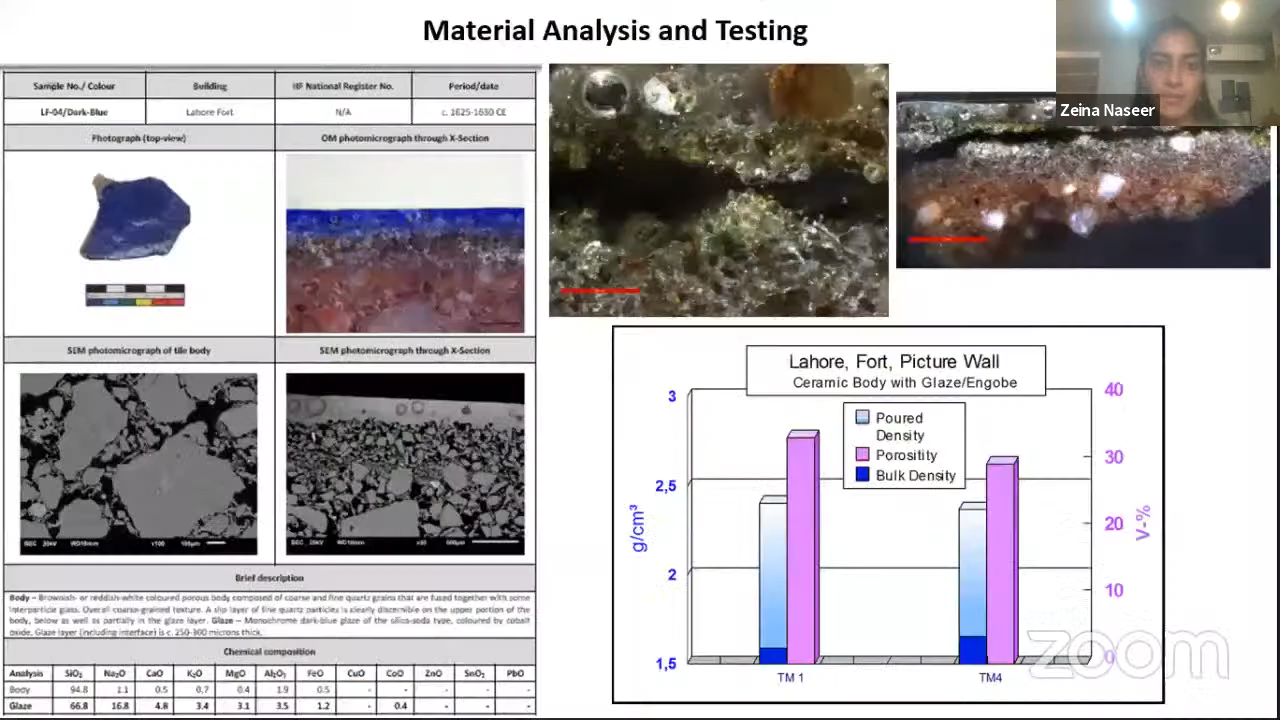 Material Analysis and Testing
Zeina Naseer
Sample No./ Colour Building IIF National Register No. Period/date
LF-04/Dark-Blue Lahore Fort N/A c. 1625-1630 CE
Photograph (top-view) OM photomicrograph through X-Section
SEM photomicrograph of tile body SEM photomicrograph through X-Section
SEC 20kV WD10mm x100 100µm
Brief description
Body – Brownish- or reddish-white coloured porous body composed of coarse and fine quartz grains that are fused together with some
interparticle glass. Overall coarse-grained texture. A slip layer of fine quartz particles is clearly discernible on the upper portion of the
body, below as well as partially in the glaze layer. Glaze – Monochrome dark-blue glaze of the silica-soda type, coloured by cobalt
oxide. Glaze layer (including interface) is c. 250-300 microns thick.
Chemical composition
Analysis SiO₂ Na₂O CaO K₂O MgO Al₂O₃ FeO CuO CoO ZnO SnO₂ PbO
Body 94.8 1.1 0.5 0.7 0.4 1.9 0.5 - - - - -
Glaze 66.8 16.8 4.8 3.4 3.1 3.5 1.2 - 0.4 - - -
Lahore, Fort, Picture Wall
Ceramic Body with Glaze/Engobe
Poured
Density
Porositity
Bulk Density
3
2,5
2
1,5
g/cm³
40
30
20
10
0
V-%
TM 1
TM4
zoom